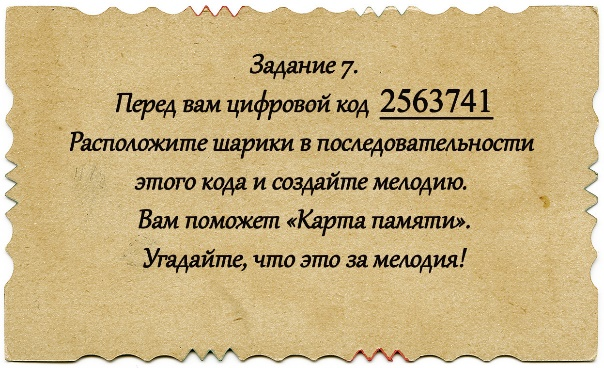 Задание 7.
Перед вам цифровой код 2563741
Расположите шарики в последовательности
этого кода и создайте мелодию.
Вам поможет «Карта памяти».
Угадайте, что это за мелодия!